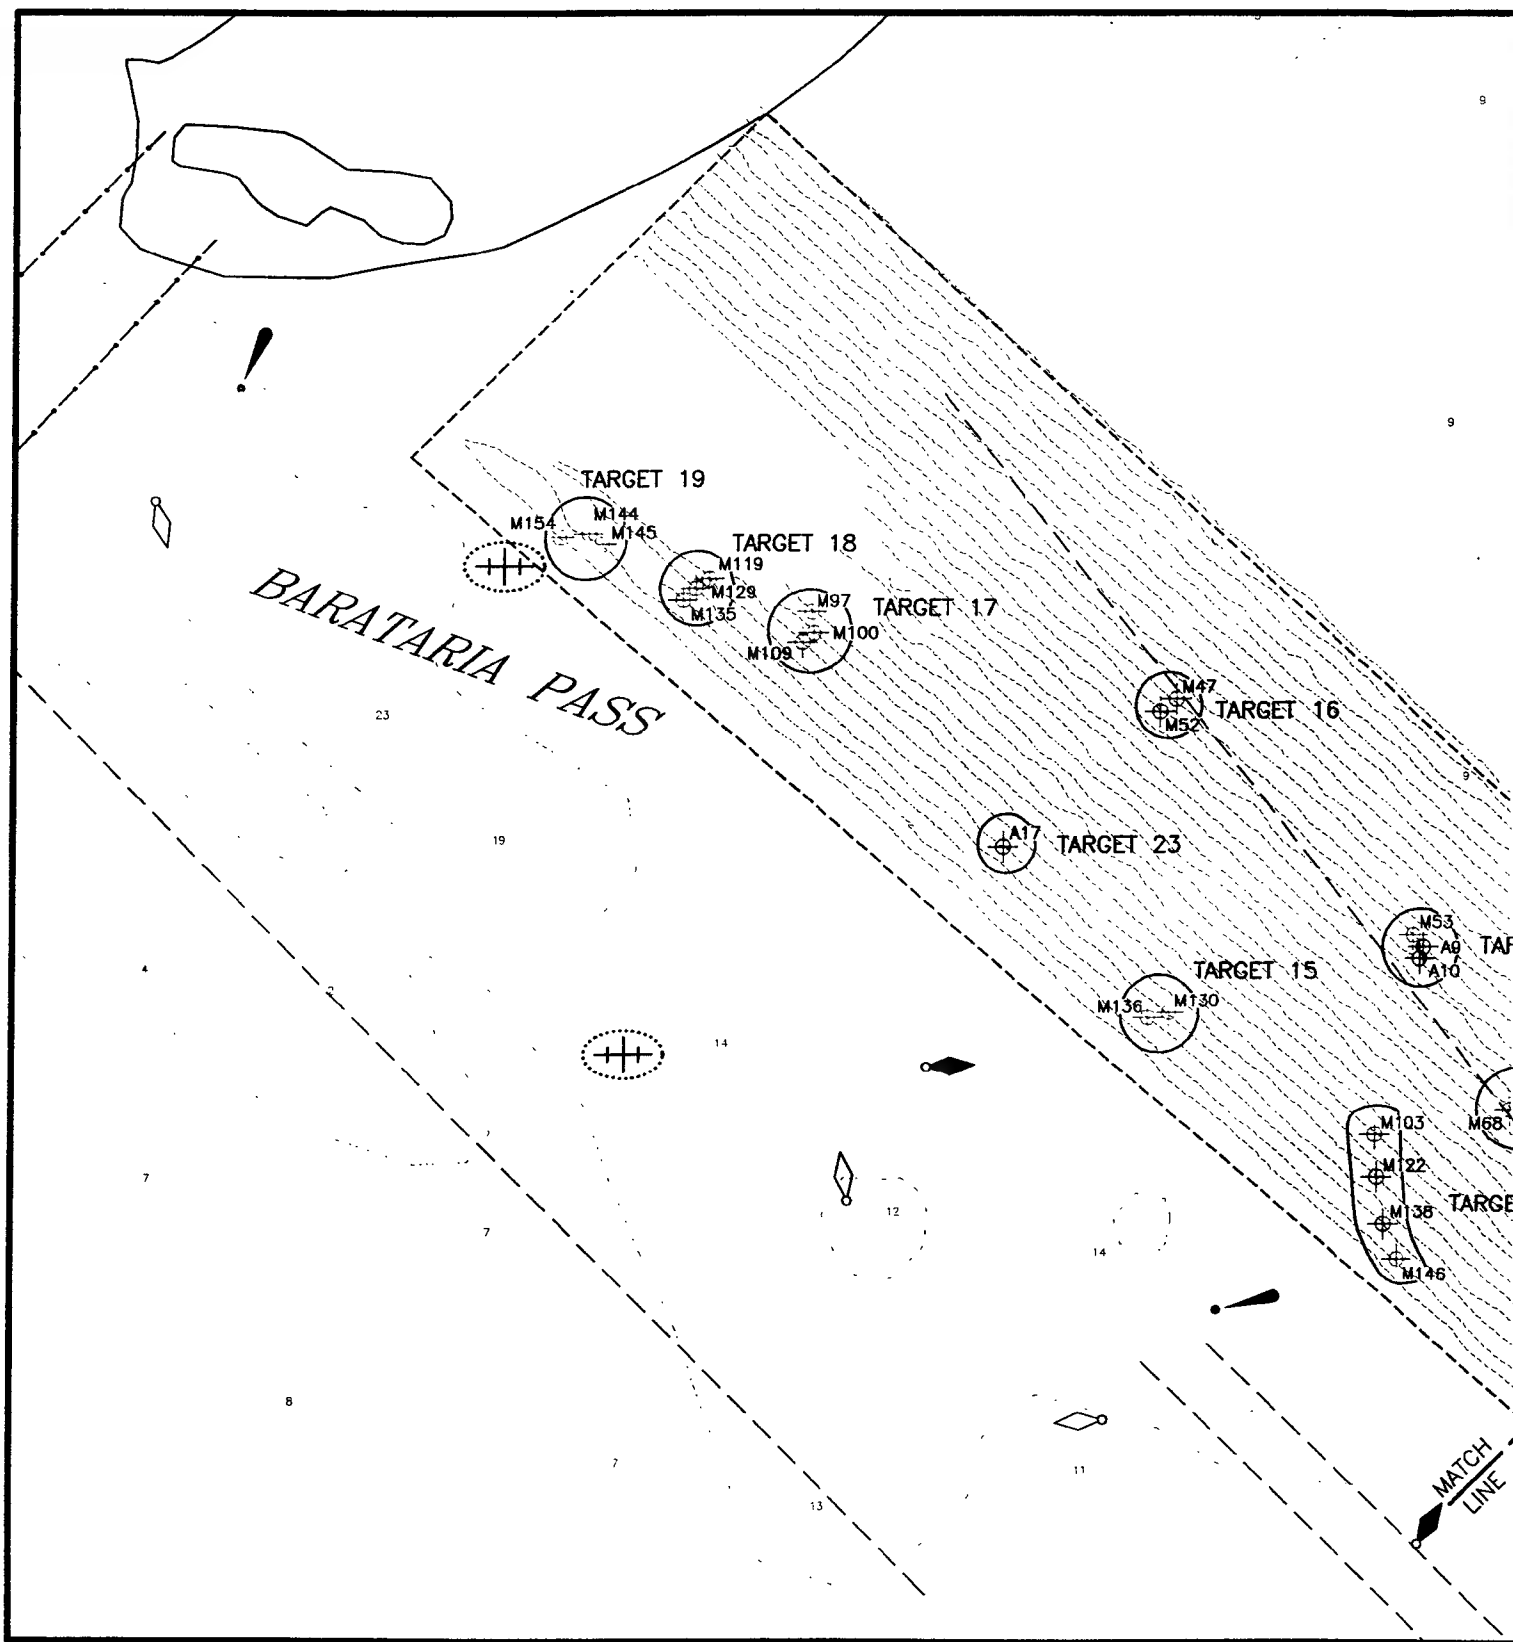 9
9
TARGET 19
M144
M154
M145
TARGET 18
M119
M129
M135
M97
TARGET 17
M100
M109
BARATARIA PASS
M47
TARGET 16
M52
23
9
19
A17
TARGET 23
M53
A9
A10
4
2
TARGET 15
M136
M130
14
M103
M68
M122
7
M138
12
7
14
M146
8
7
11
13
MATCH
LINE